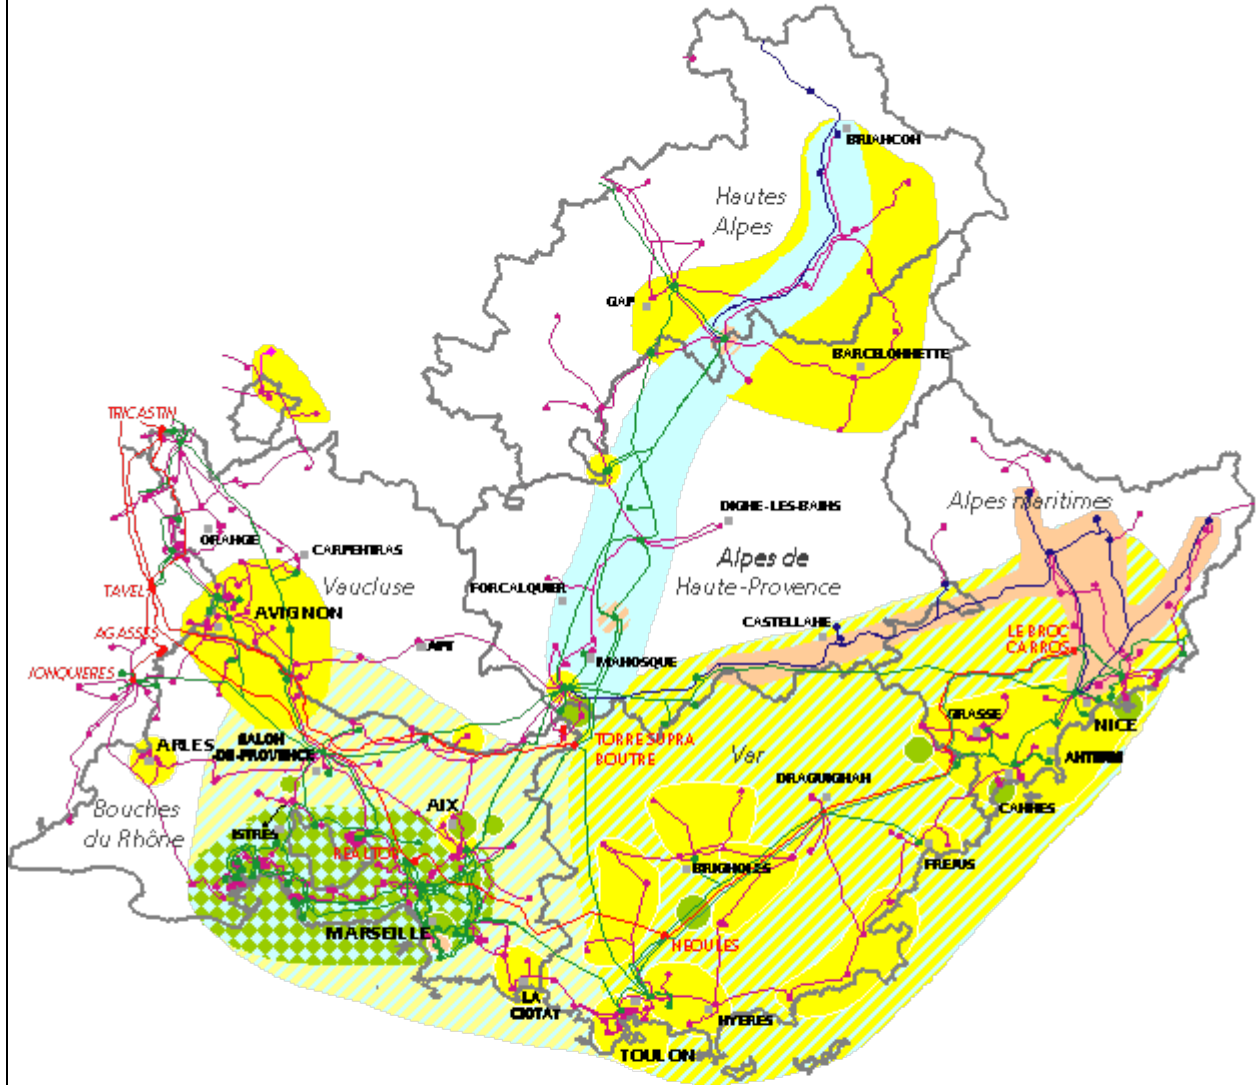 BRIANCON
Hautes
Alpes
GAP
BARCELONNETTE
TRICASTIN
Alpes maritimes
DIGNE-LES-BAINS
ORANGE
CARPENTRAS
Alpes de
Haute-Provence
Vaucluse
FORCALQUIER
TAVEL
AVIGNON
CASTELLANE
LE BROC
CARROS
AGASSES
APT
MANOSQUE
JONQUIERES
GRASSE
NICE
ARLES
SALON
-DE-PROVENCE
TORRE SUPRA
BOUTRE
Var
ANTIBES
DRAGUIGNAN
CANNES
AIX
Bouches
du Rhône
ISTRES
REALTOR
BRIGNOLES
FREJUS
MARSEILLE
NEOULES
LA
CIOTAT
HYERES
TOULON